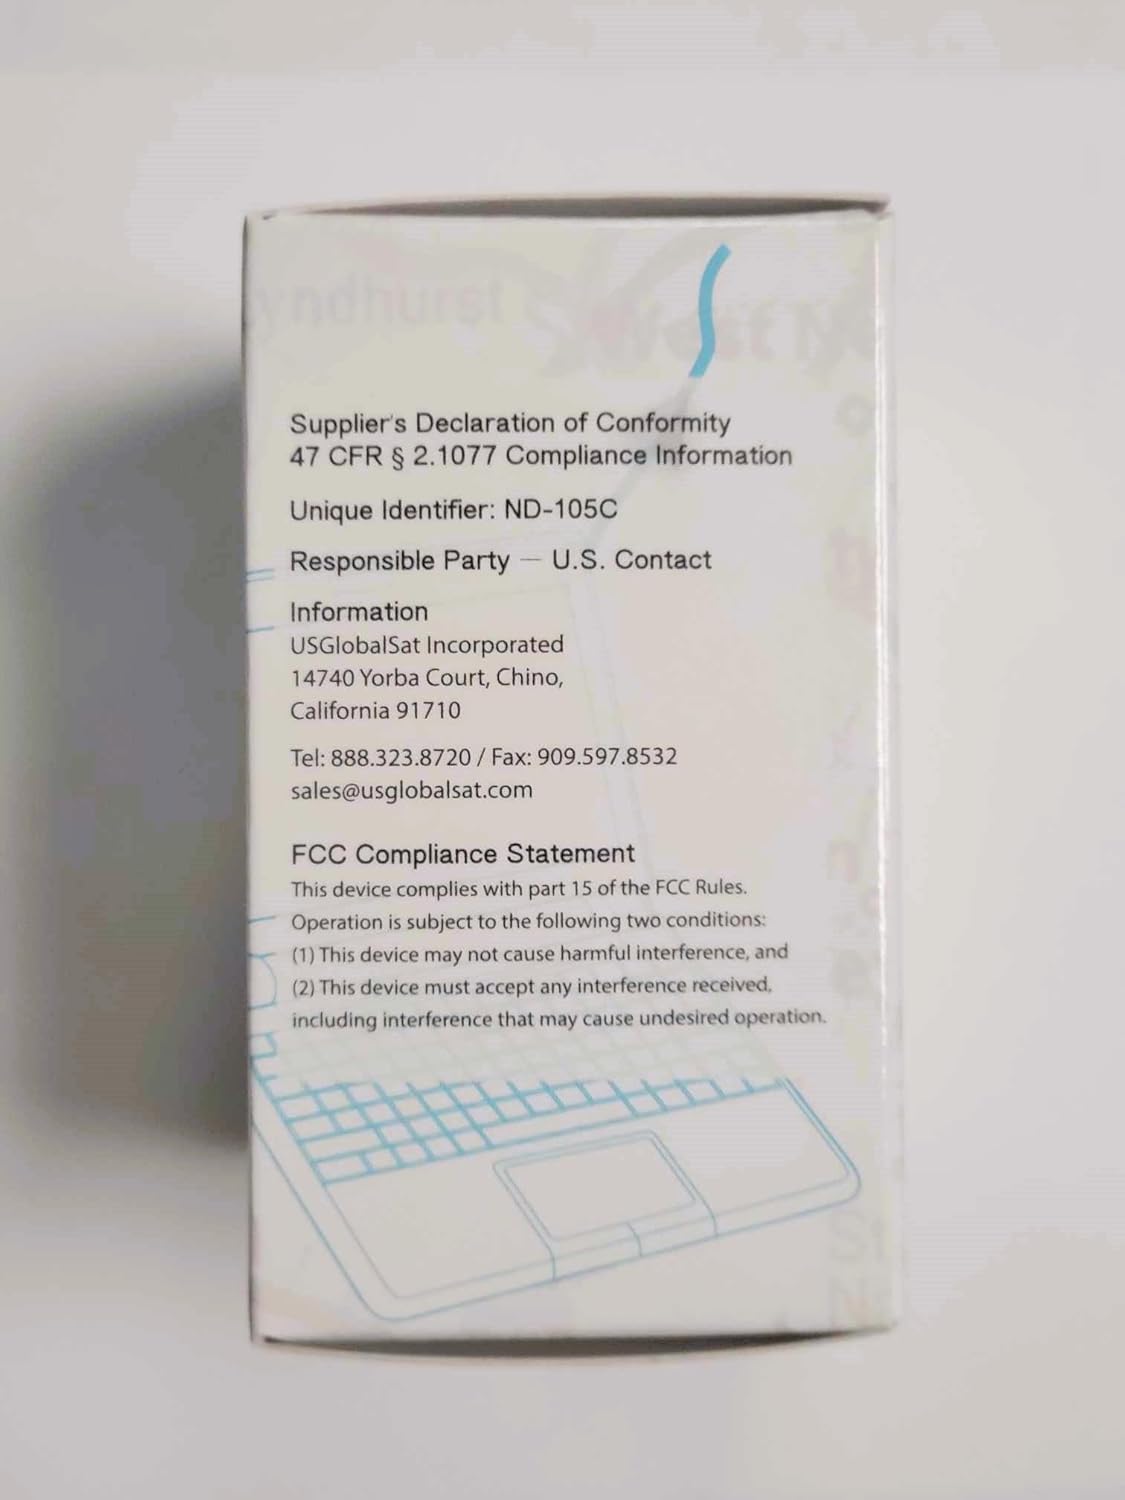 yndhurst
West N
Supplier's Declaration of Conformity
47 CFR § 2.1077 Compliance Information
Unique Identifier: ND-105C
Responsible Party — U.S. Contact
Information
USGlobalSat Incorporated
14740 Yorba Court, Chino,
California 91710
Tel: 888.323.8720 / Fax: 909.597.8532
sales@usglobalsat.com
FCC Compliance Statement
This device complies with part 15 of the FCC Rules.
Operation is subject to the following two conditions:
(1) This device may not cause harmful interference, and
(2) This device must accept any interference received,
including interference that may cause undesired operation.